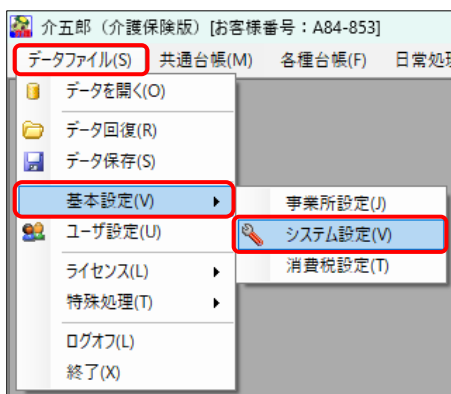 介五郎（介護保険版）[お客様番号：A84-853]
データファイル(S) 共通台帳(M) 各種台帳(F) 日常処理
データを開く(O)
データ回復(R)
データ保存(S)
基本設定(V)
事業所設定(J)
ユーザ設定(U)
システム設定(V)
消費税設定(T)
ライセンス(L)
特殊処理(T)
ログオフ(L)
終了(X)